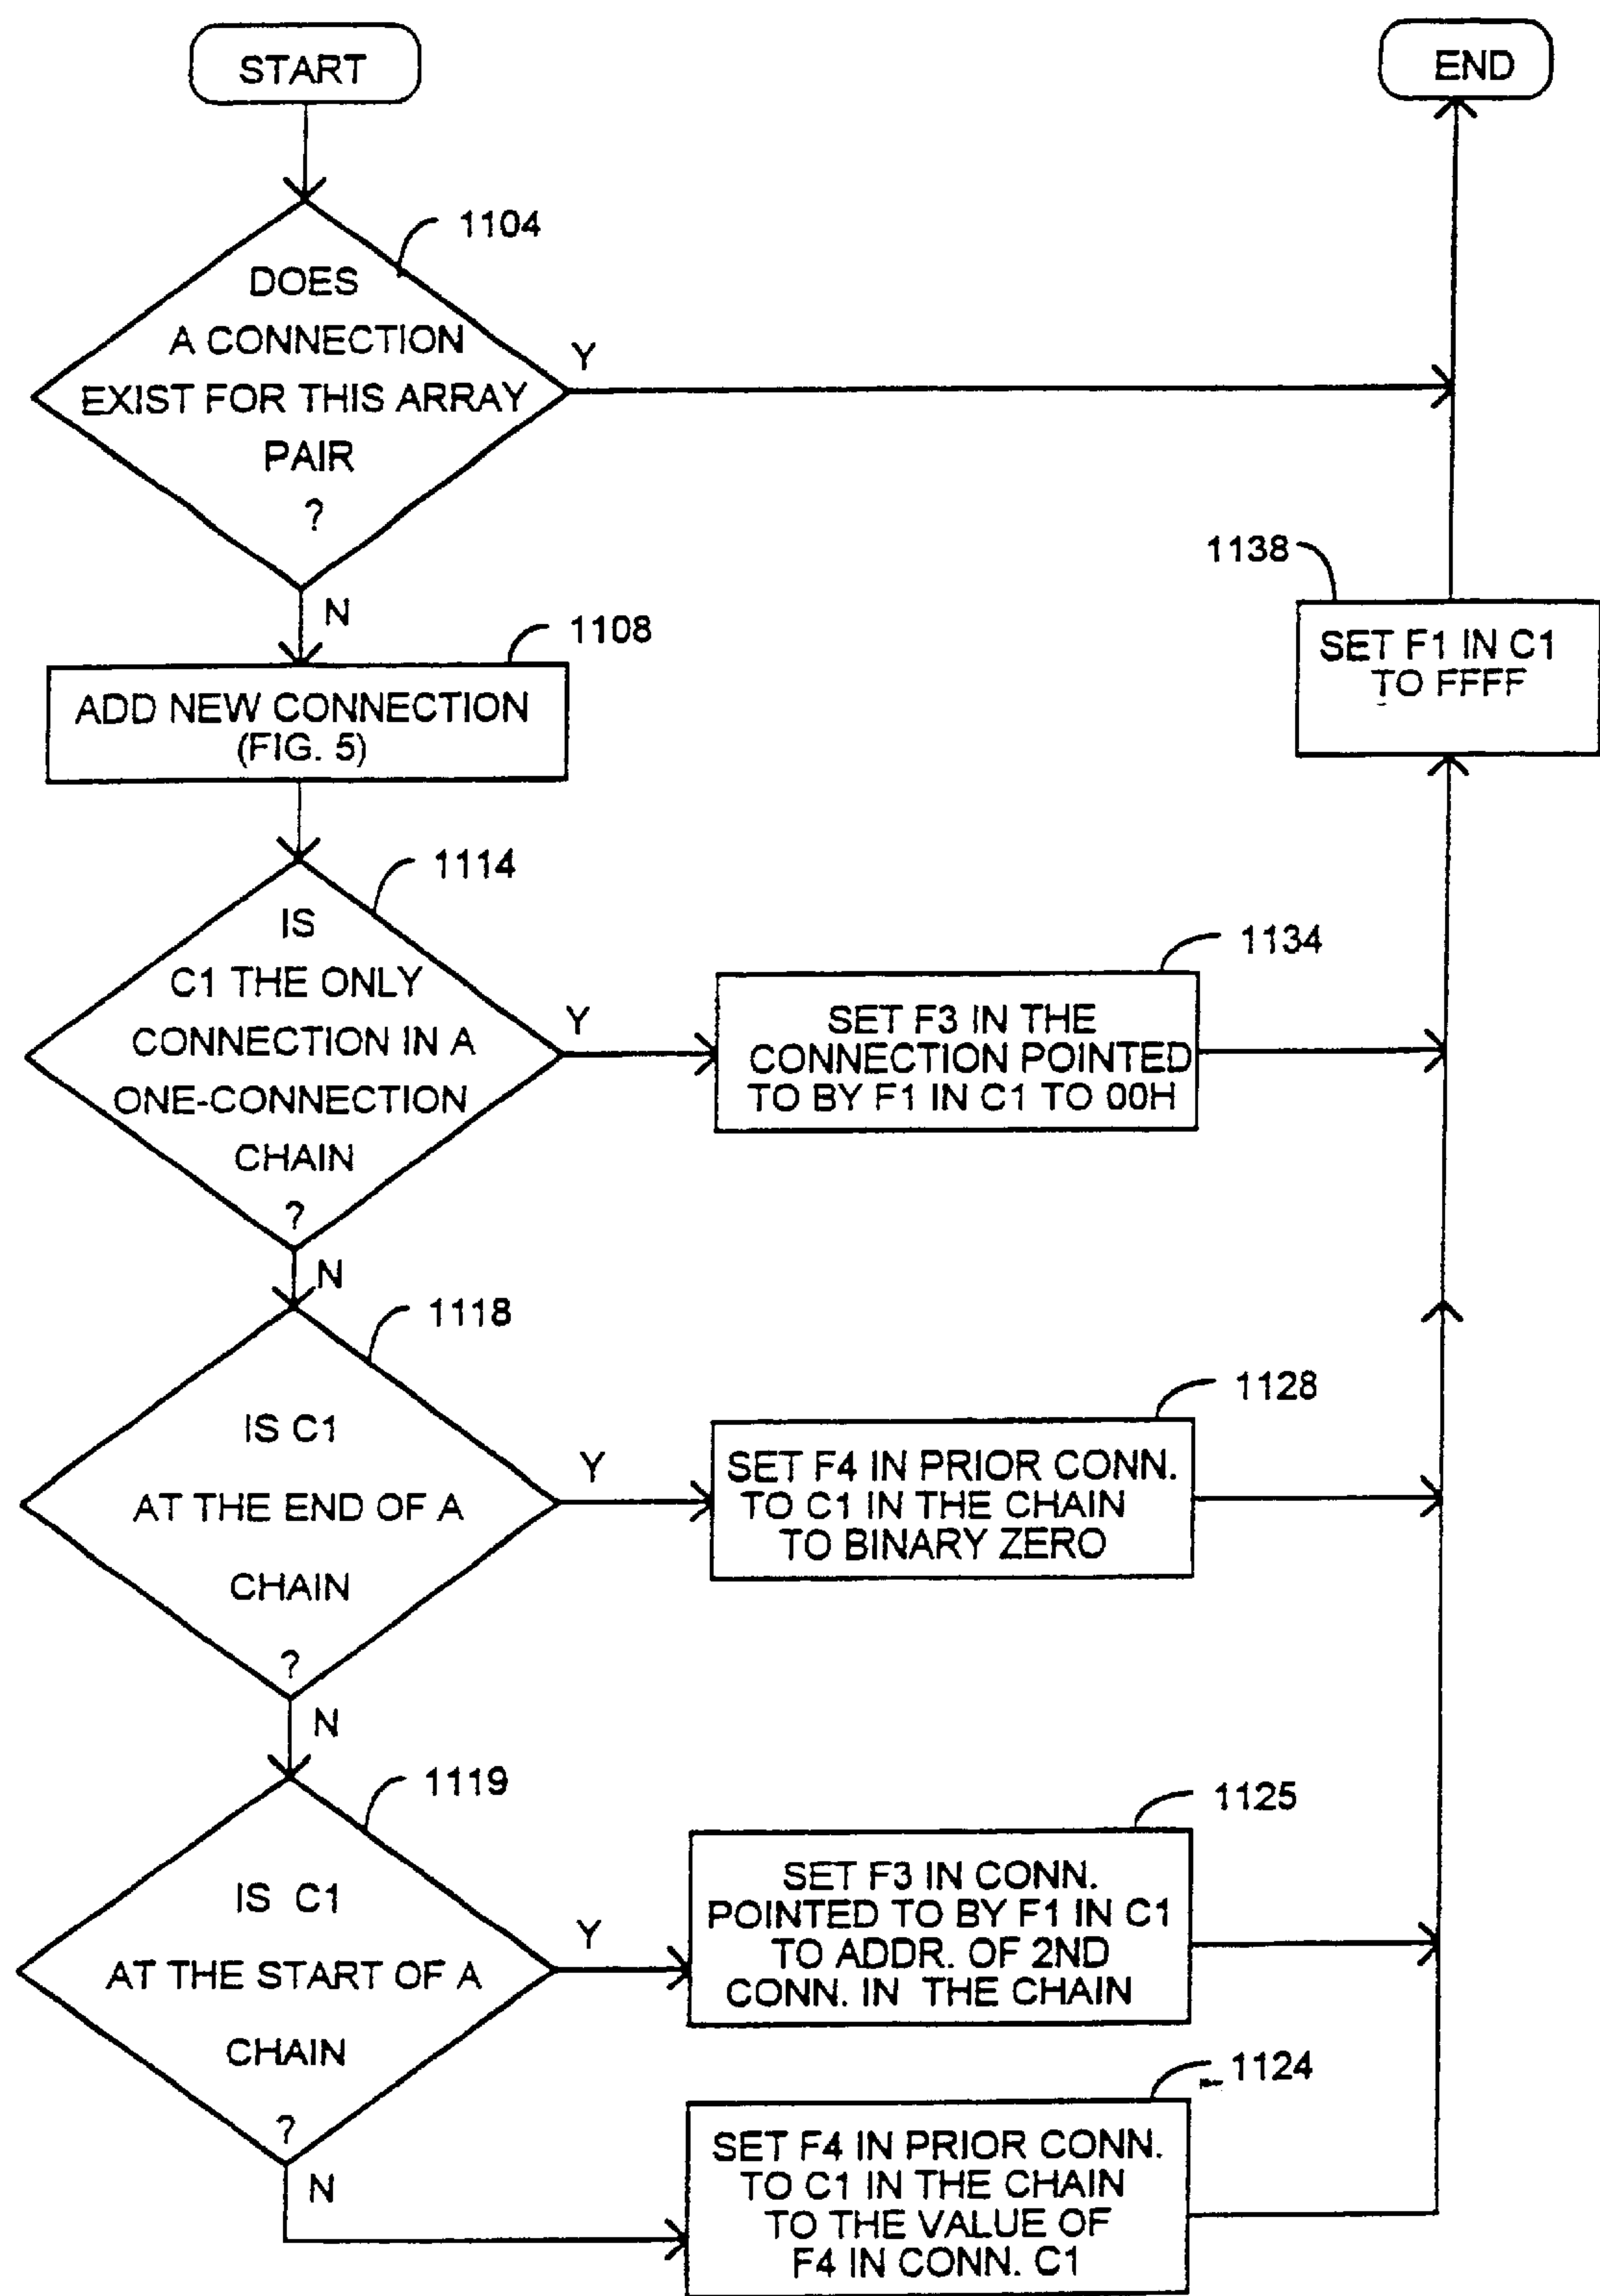 START
END
1104
DOES
A CONNECTION
EXIST FOR THIS ARRAY
PAIR
?
Y
N
1138
SET F1 IN C1
TO FFFF
1108
ADD NEW CONNECTION
(FIG. 5)
1114
IS
C1 THE ONLY
CONNECTION IN A
ONE-CONNECTION
CHAIN
?
Y
N
1134
SET F3 IN THE
CONNECTION POINTED
TO BY F1 IN C1 TO 00H
1118
IS C1
AT THE END OF A
CHAIN
?
Y
N
1128
SET F4 IN PRIOR CONN.
TO C1 IN THE CHAIN
TO BINARY ZERO
1119
IS C1
AT THE START OF A
CHAIN
?
Y
N
1125
SET F3 IN CONN.
POINTED TO BY F1 IN C1
TO ADDR. OF 2ND
CONN. IN THE CHAIN
1124
SET F4 IN PRIOR CONN.
TO C1 IN THE CHAIN
TO THE VALUE OF
F4 IN CONN. C1